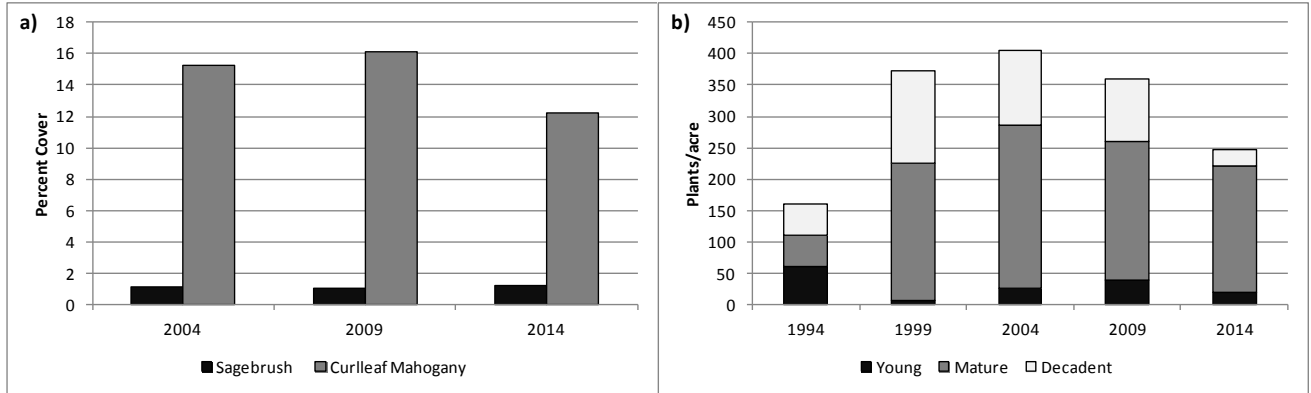 a)
Percent Cover
18
16
14
12
10
8
6
4
2
0
2004 2009 2014
Sagebrush Curlleaf Mahogany
b)
Plants/acre
450
400
350
300
250
200
150
100
50
0
1994 1999 2004 2009 2014
Young Mature Decadent